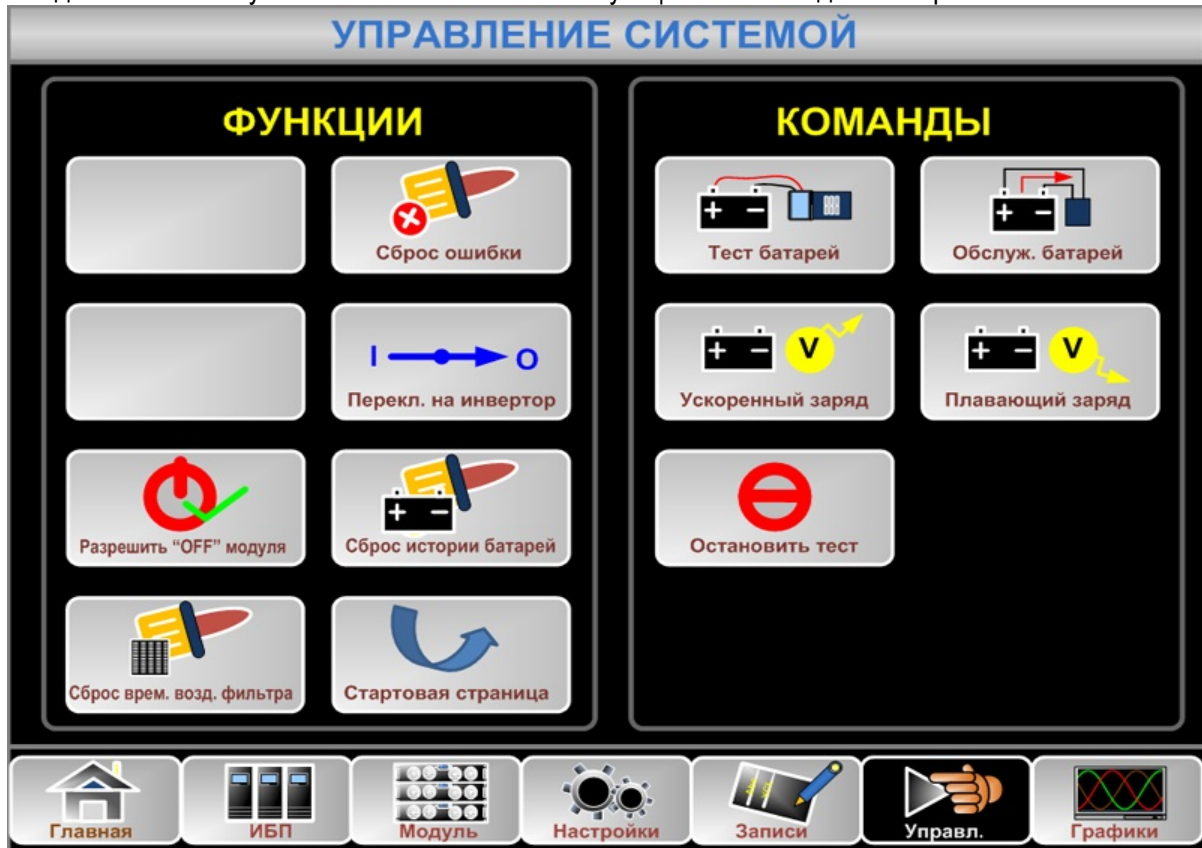 УПРАВЛЕНИЕ СИСТЕМОЙ
ФУНКЦИИ
Сброс ошибки
Перекл. на инвертор
I O
Разрешить “OFF” модуля
Сброс истории батарей
Сброс врем. возд. фильтра
Стартовая страница
КОМАНДЫ
Тест батарей
Обслуж. батарей
V
Ускоренный заряд
V
Плавающий заряд
Остановить тест
Главная
ИБП
Модуль
Настройки
Записи
Управл.
Графики